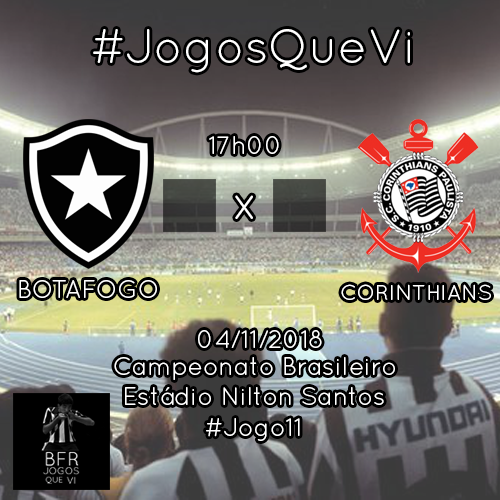 #JogosQueVi
17h00
x
S.C. CORINTHIANS PAULISTA
1910
BOTAFOGO
CORINTHIANS
04/11/2018
Campeonato Brasileiro
Estádio Nilton Santos
#Jogo11
HYUNDAI
BFR
JOGOS
QUE VI